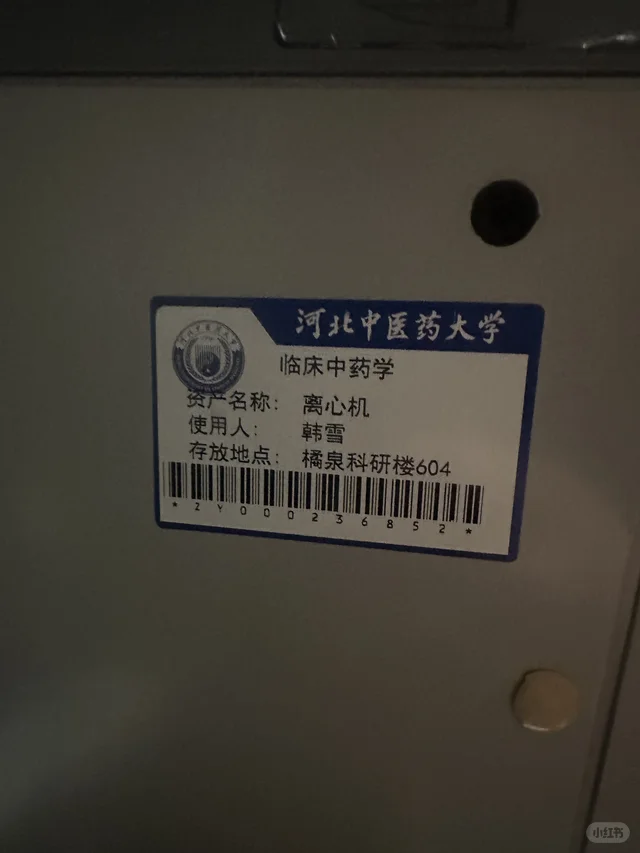 河北中医药大学
临床中药学
资产名称： 离心机
使用人： 韩雪
存放地点： 橘泉科研楼604
*ZY000236852*
小红书